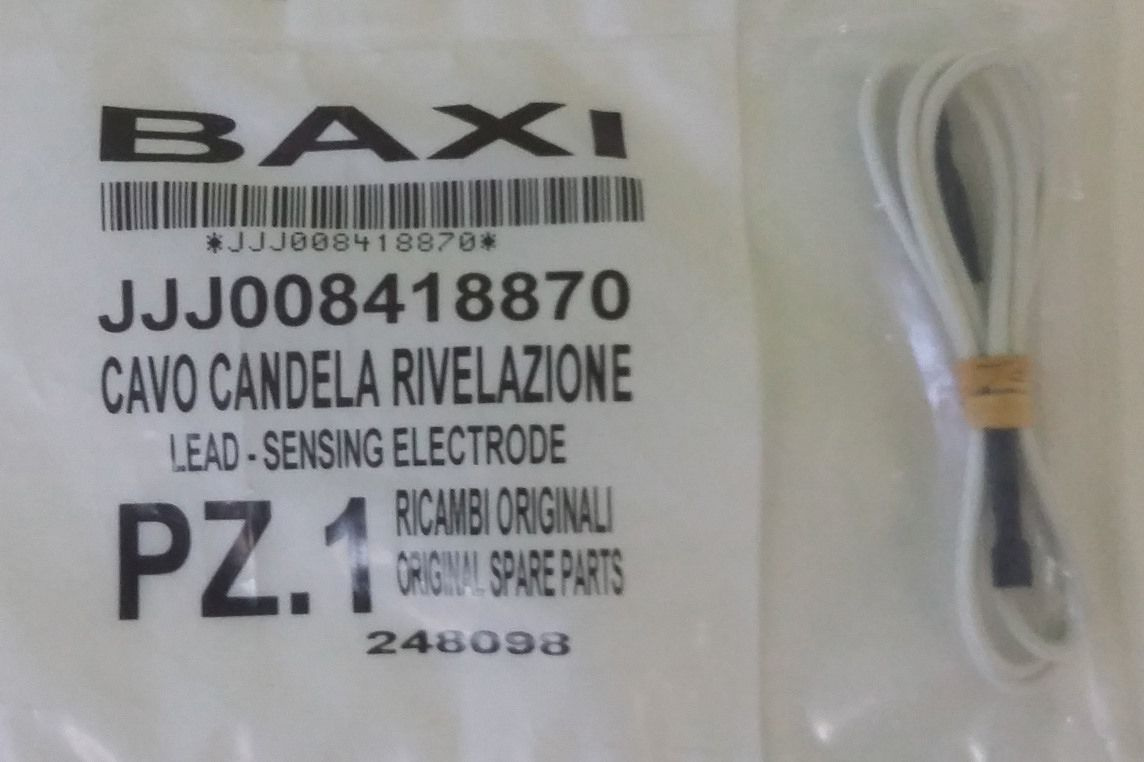 BAXI
*JJJ008418870*
JJJ008418870
CAVO CANDELA RIVELAZIONE
LEAD - SENSING ELECTRODE
PZ.1
RICAMBI ORIGINALI
ORIGINAL SPARE PARTS
248098